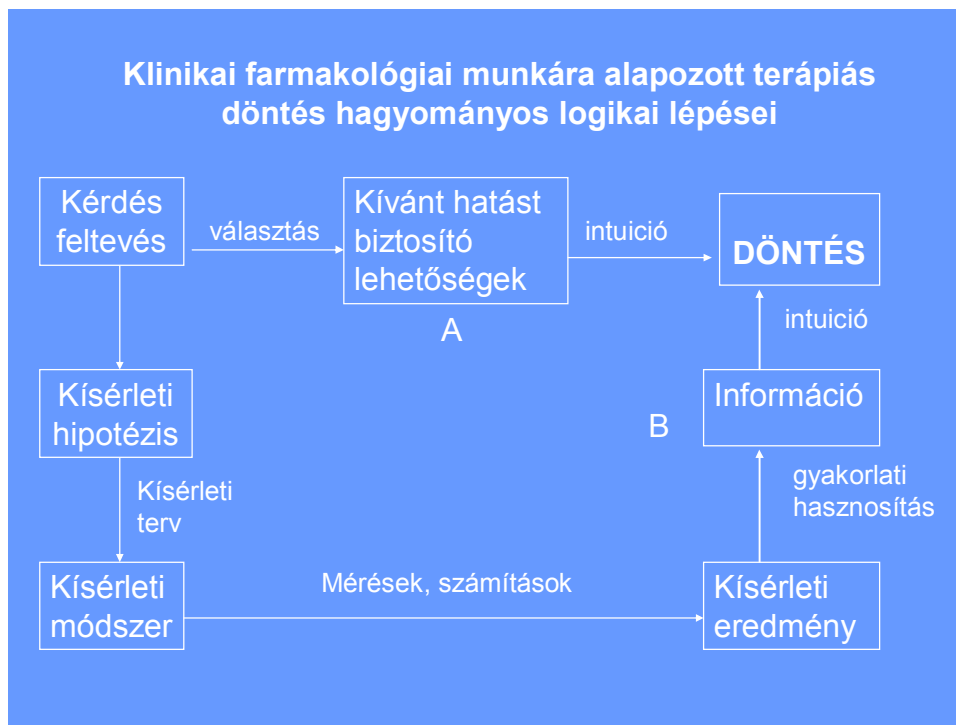 Klinikai farmakológiai munkára alapozott terápiás
döntés hagyományos logikai lépései
Kérdés
feltevés
választás
Kívánt hatást
biztosító
lehetőségek
intuició
DÖNTÉS
A
intuició
Kísérleti
hipotézis
Információ
B
Kísérleti
terv
gyakorlati
hasznosítás
Kísérleti
módszer
Mérések, számítások
Kísérleti
eredmény